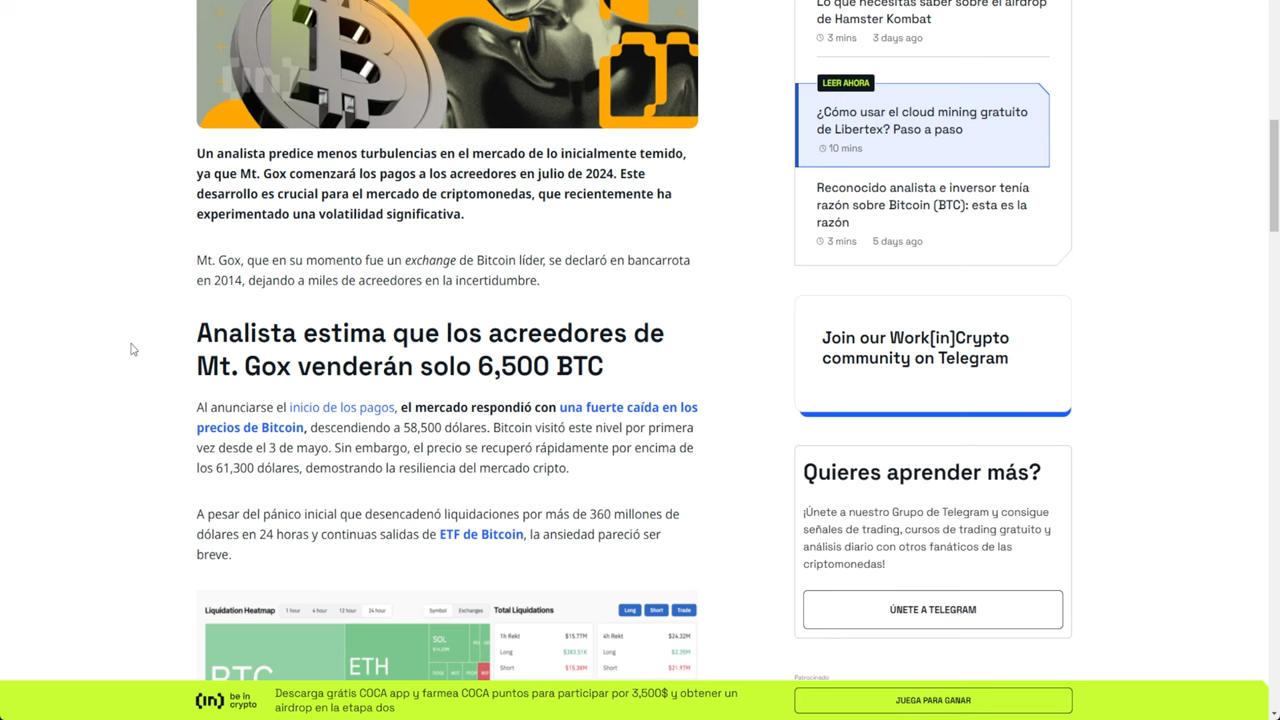 Un analista predice menos turbulencias en el mercado de lo inicialmente temido,
ya que Mt. Gox comenzará los pagos a los acreedores en julio de 2024. Este
desarrollo es crucial para el mercado de criptomonedas, que recientemente ha
experimentado una volatilidad significativa.
Mt. Gox, que en su momento fue un exchange de Bitcoin líder, se declaró en bancarrota
en 2014, dejando a miles de acreedores en la incertidumbre.
Analista estima que los acreedores de
Mt. Gox venderán solo 6,500 BTC
Al anunciarse el inicio de los pagos, el mercado respondió con una fuerte caída en los
precios de Bitcoin, descendiendo a 58,500 dólares. Bitcoin visitó este nivel por primera
vez desde el 3 de mayo. Sin embargo, el precio se recuperó rápidamente por encima de
los 61,300 dólares, demostrando la resiliencia del mercado cripto.
A pesar del pánico inicial que desencadenó liquidaciones por más de 360 millones de
dólares en 24 horas y continuas salidas de ETF de Bitcoin, la ansiedad pareció ser
breve.
Liquidation Heatmap 1 hour 4 hour 12 hour 24 hour Symbol Exchanges Total Liquidations Long Short Trade
1h Rekt $15.77M 4h Rekt $24.32M
Long $383.51K Long $2.35M
Short $15.38M Short $21.97M
BTC ETH SOL
Lo que necesitas saber sobre el airdrop
de Hamster Kombat
3 mins 3 days ago
LEER AHORA
¿Cómo usar el cloud mining gratuito
de Libertex? Paso a paso
10 mins
Reconocido analista e inversor tenía
razón sobre Bitcoin (BTC): esta es la
razón
3 mins 5 days ago
Join our Work[in]Crypto
community on Telegram
Quieres aprender más?
¡Únete a nuestro Grupo de Telegram y consigue
señales de trading, cursos de trading gratuito y
análisis diario con otros fanáticos de las
criptomonedas!
ÚNETE A TELEGRAM
Patrocinado
(in) be in
crypto
Descarga grátis COCA app y farmea COCA puntos para participar por 3,500$ y obtener un
airdrop en la etapa dos
JUEGA PARA GANAR